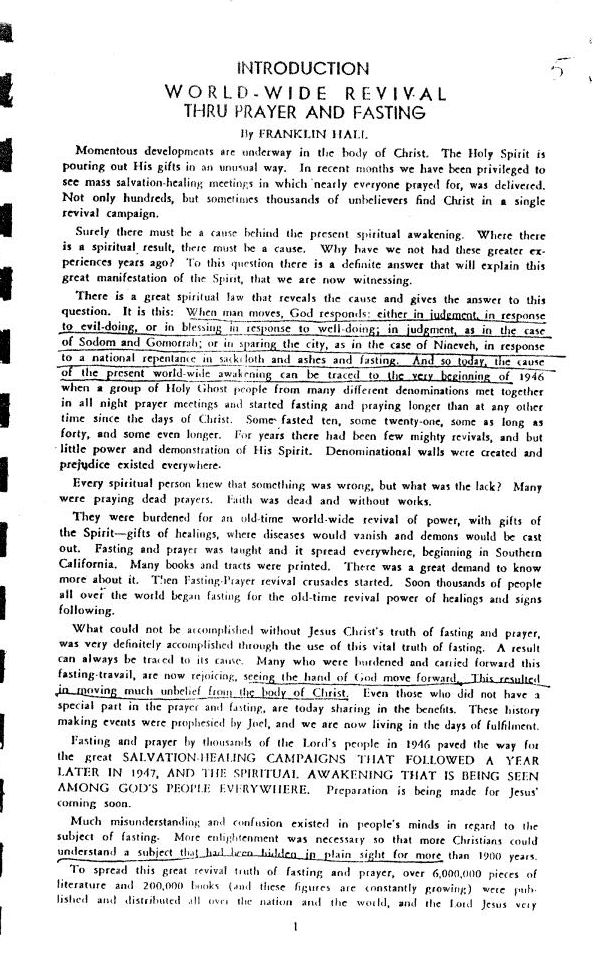 5
INTRODUCTION
WORLD-WIDE REVIVAL
THRU PRAYER AND FASTING
By FRANKLIN HALL
Momentous developments are underway in the body of Christ. The Holy Spirit is
pouring out His gifts in an unusual way. In recent months we have been privileged to
see mass salvation-healing meetings in which nearly everyone prayed for, was delivered.
Not only hundreds, but sometimes thousands of unbelievers find Christ in a single
revival campaign.
Surely there must be a cause behind the present spiritual awakening. Where there
is a spiritual result, there must be a cause. Why have we not had these greater ex-
periences years ago? To this question there is a definite answer that will explain this
great manifestation of the Spirit, that we are now witnessing.
There is a great spiritual law that reveals the cause and gives the answer to this
question. It is this: When man moves, God responds: either in judgment, in response
to evil-doing, or in blessing in response to well-doing; in judgment, as in the case
of Sodom and Gomorrah; or in sparing the city, as in the case of Nineveh, in response
to a national repentance in sackcloth and ashes and fasting. And so today, the cause
of the present world-wide awakening can be traced to the very beginning of 1946
when a group of Holy Ghost people from many different denominations met together
in all night prayer meetings and started fasting and praying longer than at any other
time since the days of Christ. Some fasted ten, some twenty-one, some as long as
forty, and some even longer. For years there had been few mighty revivals, and but
little power and demonstration of His Spirit. Denominational walls were created and
prejudice existed everywhere.
Every spiritual person knew that something was wrong, but what was the lack? Many
were praying dead prayers. Faith was dead and without works.
They were burdened for an old-time world-wide revival of power, with gifts of
the Spirit—gifts of healings, where diseases would vanish and demons would be cast
out. Fasting and prayer was taught and it spread everywhere, beginning in Southern
California. Many books and tracts were printed. There was a great demand to know
more about it. Then Fasting-Prayer revival crusades started. Soon thousands of people
all over the world began fasting for the old-time revival power of healings and signs
following.
What could not be accomplished without Jesus Christ's truth of fasting and prayer,
was very definitely accomplished through the use of this vital truth of fasting. A result
can always be traced to its cause. Many who were burdened and carried forward this
fasting-travail, are now rejoicing, seeing the hand of God move forward. This resulted
in moving much unbelief from the body of Christ. Even those who did not have a
special part in the prayer and fasting, are today sharing in the benefits. These history
making events were prophesied by Joel, and we are now living in the days of fulfilment.
Fasting and prayer by thousands of the Lord's people in 1946 paved the way for
the great SALVATION-HEALING CAMPAIGNS THAT FOLLOWED A YEAR
LATER IN 1947, AND THE SPIRITUAL AWAKENING THAT IS BEING SEEN
AMONG GOD'S PEOPLE EVERYWHERE. Preparation is being made for Jesus'
coming soon.
Much misunderstanding and confusion existed in people's minds in regard to the
subject of fasting. More enlightenment was necessary so that more Christians could
understand a subject that had been hidden in plain sight for more than 1900 years.
To spread this great revival truth of fasting and prayer, over 6,000,000 pieces of
literature and 200,000 books (and these figures are constantly growing) were pub-
lished and distributed all over the nation and the world, and the Lord Jesus very
1